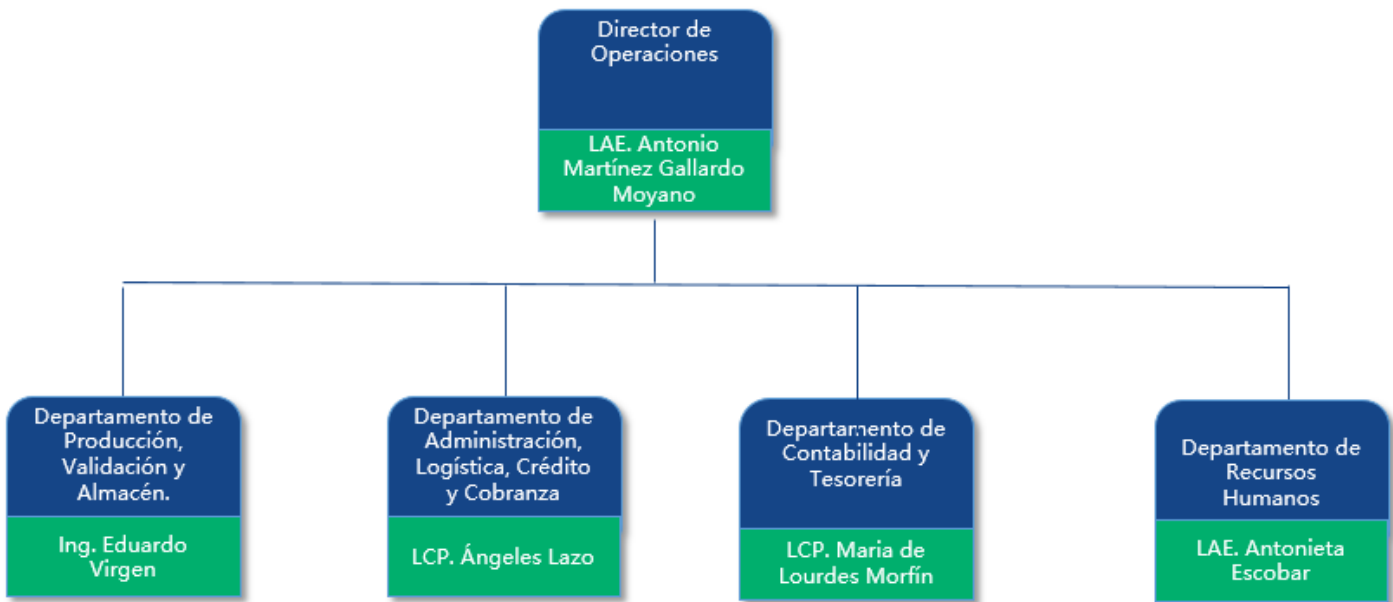 Director de
Operaciones
LAE. Antonio
Martínez Gallardo
Moyano
Departamento de
Producción,
Validación y
Almacén.
Ing. Eduardo
Virgen
Departamento de
Administración,
Logística, Crédito
y Cobranza
LCP. Ángeles Lazo
Departamento de
Contabilidad y
Tesorería
LCP. Maria de
Lourdes Morfín
Departamento de
Recursos
Humanos
LAE. Antonieta
Escobar